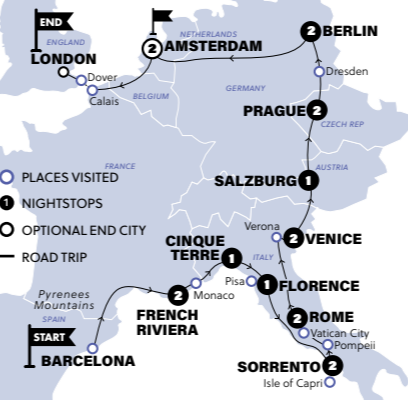 END
ENGLAND
LONDON
Dover
Calais
2
AMSTERDAM
NETHERLANDS
BELGIUM
2
BERLIN
Dresden
GERMANY
PRAGUE
2
CZECH REP
FRANCE
AUSTRIA
SALZBURG
1
PLACES VISITED
1
NIGHTSTOPS
OPTIONAL END CITY
ROAD TRIP
Verona
2
VENICE
CINQUE
TERRE
1
ITALY
Pisa
1
FLORENCE
Monaco
2
FRENCH
RIVIERA
Pyrenees
Mountains
SPAIN
START
BARCELONA
2
ROME
Vatican City
Pompeii
SORRENTO
2
Isle of Capri